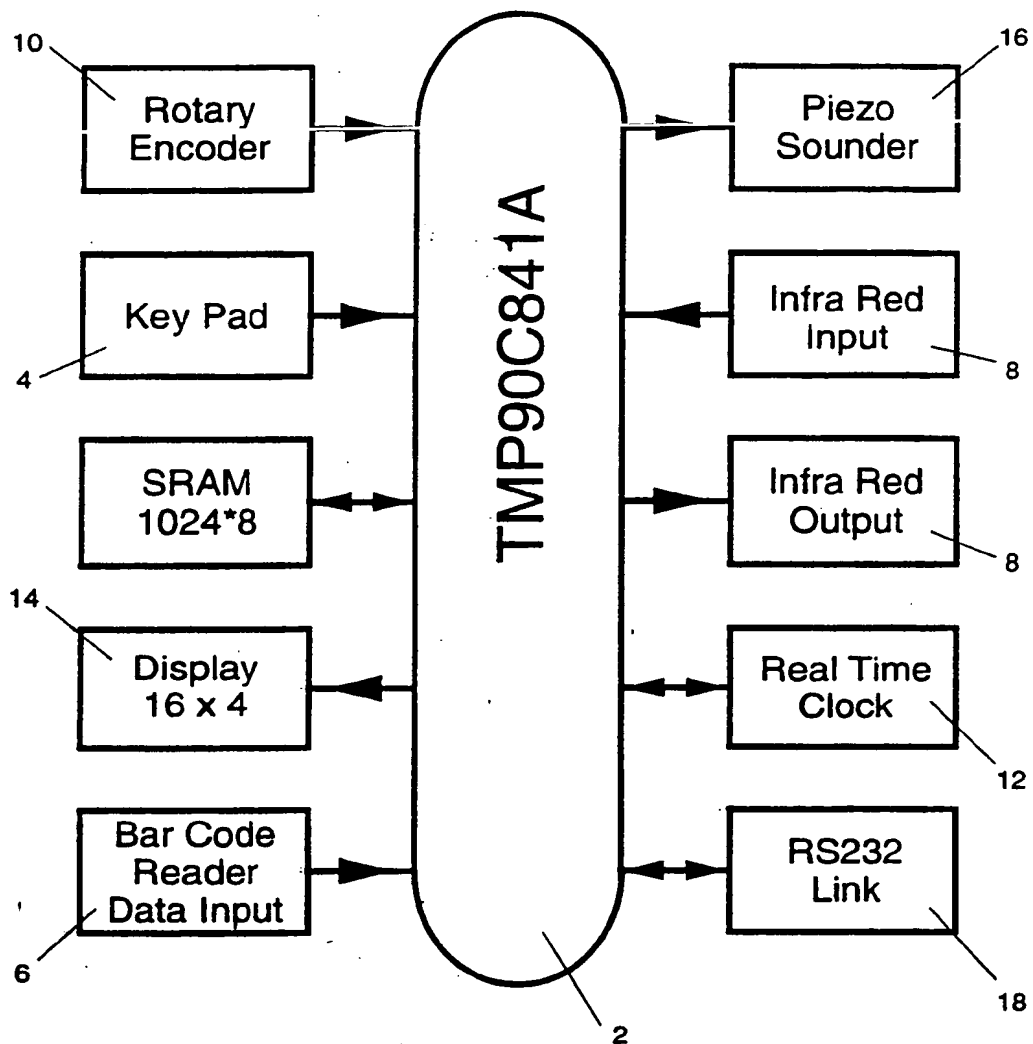 10
16
Rotary
Encoder
Piezo
Sounder
TMP90C841A
Key Pad
4
Infra Red
Input
8
SRAM
1024*8
Infra Red
Output
8
14
Display
16 x 4
Real Time
Clock
12
Bar Code
Reader
Data Input
6
RS232
Link
18
2